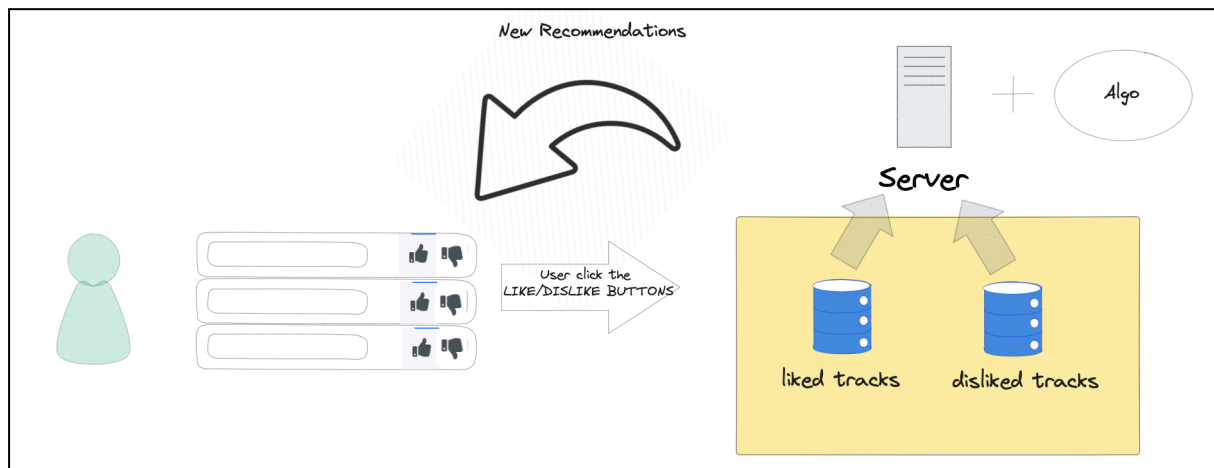 New Recommendations
Algo
Server
User click the
LIKE/DISLIKE BUTTONS
liked tracks
disliked tracks